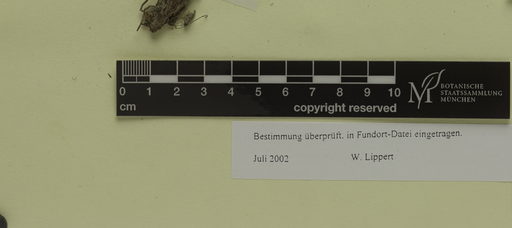 0 1 2 3 4 5 6 7 8 9 10
cm copyright reserved
M BOTANISCHE
STAATSSAMMLUNG
MÜNCHEN
Bestimmung überprüft, in Fundort-Datei eingetragen.
Juli 2002 W. Lippert